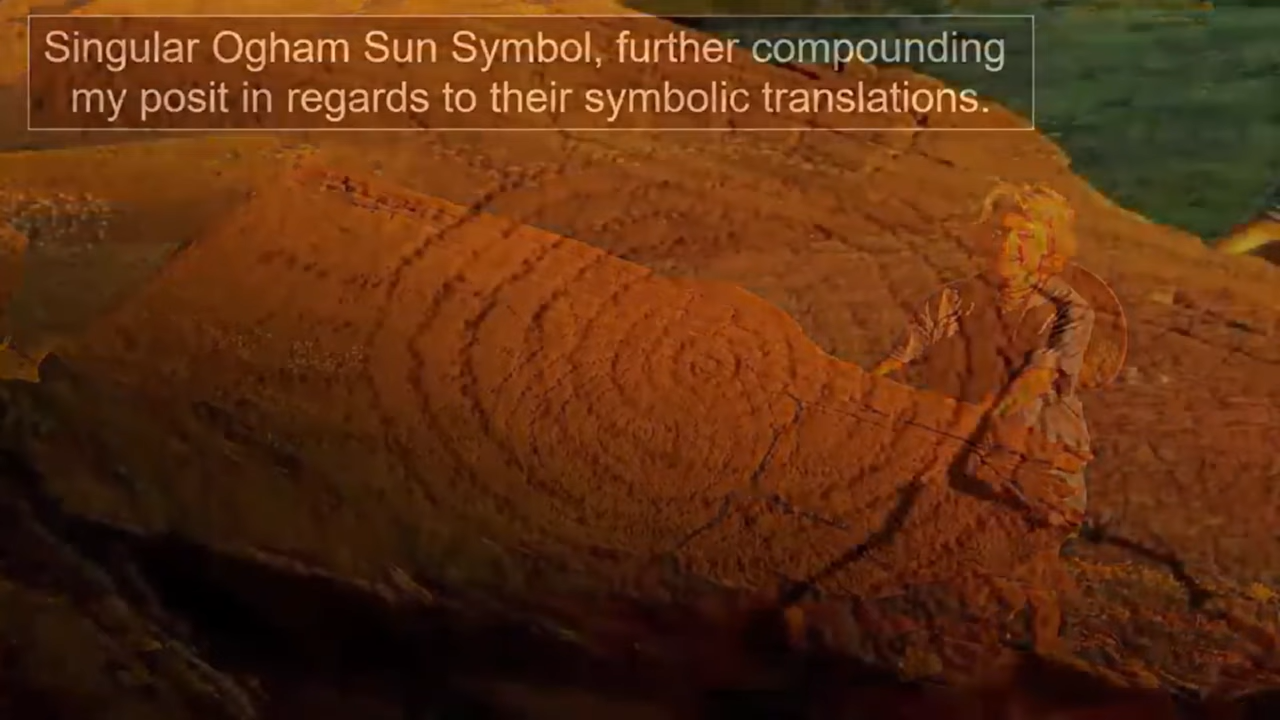 Singular Ogham Sun Symbol, further compounding
my posit in regards to their symbolic translations.